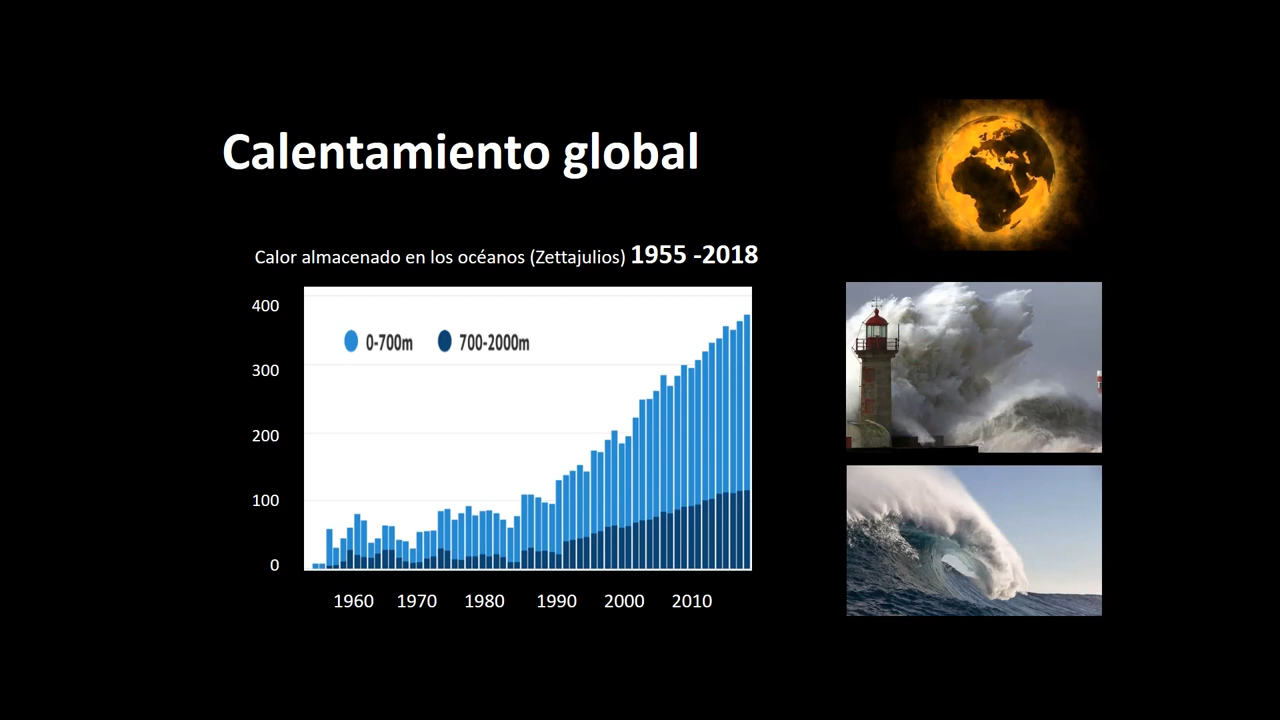 Calentamiento global
Calor almacenado en los océanos (Zettajulios) 1955 -2018
400
0-700m 700-2000m
300
200
100
0
1960 1970 1980 1990 2000 2010